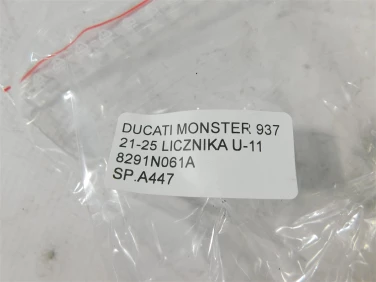 DUCATI MONSTER 937
21-25 LICZNIKA U-11
8291N061A
SP.A447